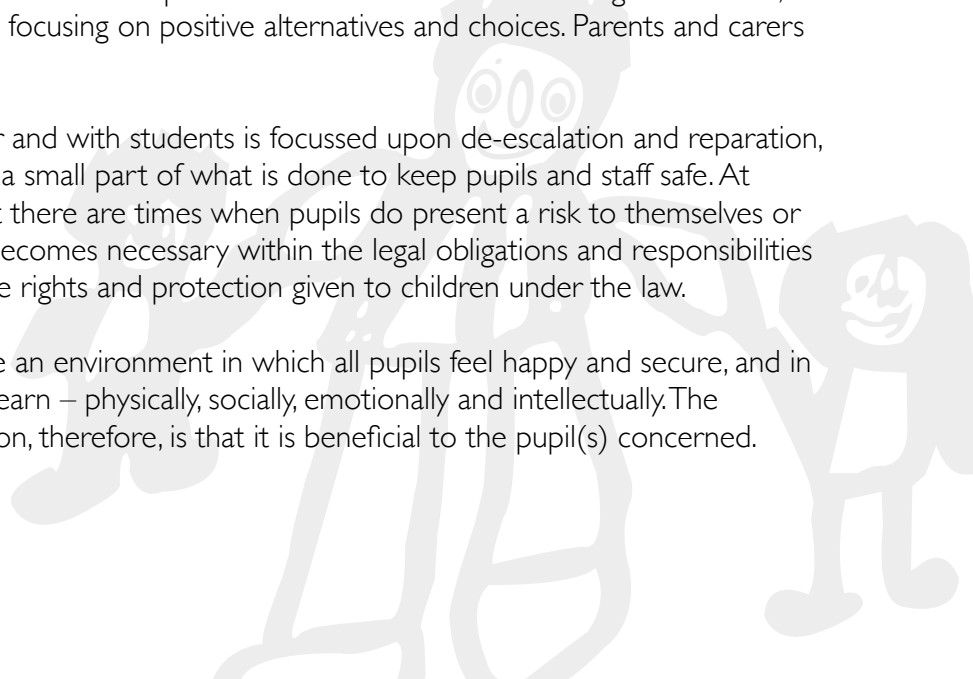 focusing on positive alternatives and choices. Parents and carers
and with students is focussed upon de-escalation and reparation,
a small part of what is done to keep pupils and staff safe. At
there are times when pupils do present a risk to themselves or
ecomes necessary within the legal obligations and responsibilities
e rights and protection given to children under the law.
e an environment in which all pupils feel happy and secure, and in
earn – physically, socially, emotionally and intellectually. The
on, therefore, is that it is beneficial to the pupil(s) concerned.